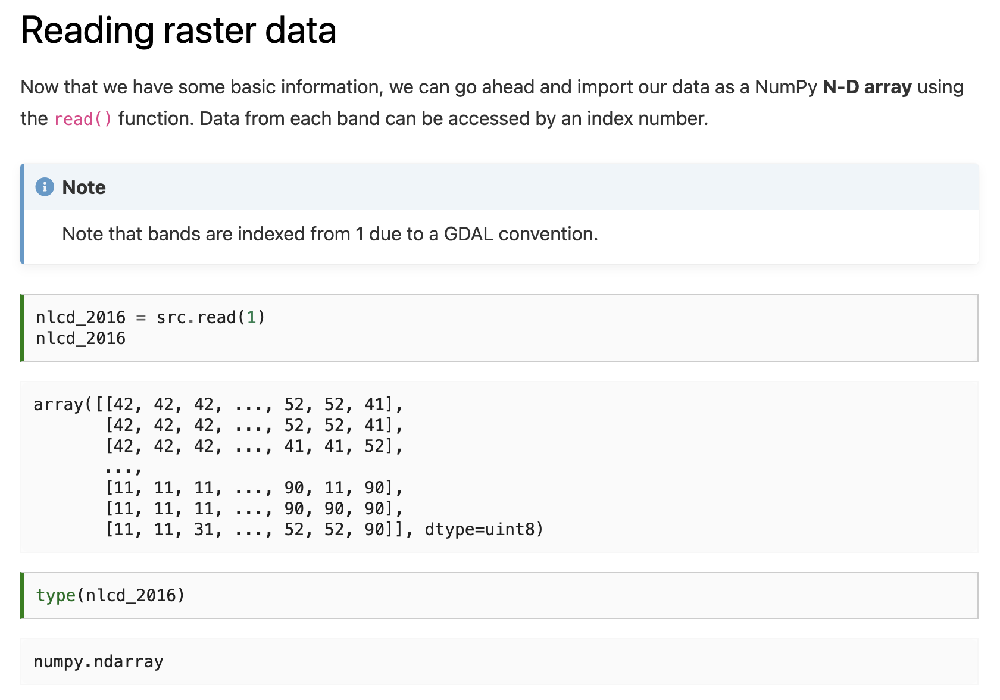 Reading raster data
Now that we have some basic information, we can go ahead and import our data as a NumPy N-D array using
the read() function. Data from each band can be accessed by an index number.
Note
Note that bands are indexed from 1 due to a GDAL convention.
nlcd_2016 = src.read(1)
nlcd_2016
array([[42, 42, 42, ..., 52, 52, 41],
       [42, 42, 42, ..., 52, 52, 41],
       [42, 42, 42, ..., 41, 41, 52],
       ...,
       [11, 11, 11, ..., 90, 11, 90],
       [11, 11, 11, ..., 90, 90, 90],
       [11, 11, 31, ..., 52, 52, 90]], dtype=uint8)
type(nlcd_2016)
numpy.ndarray